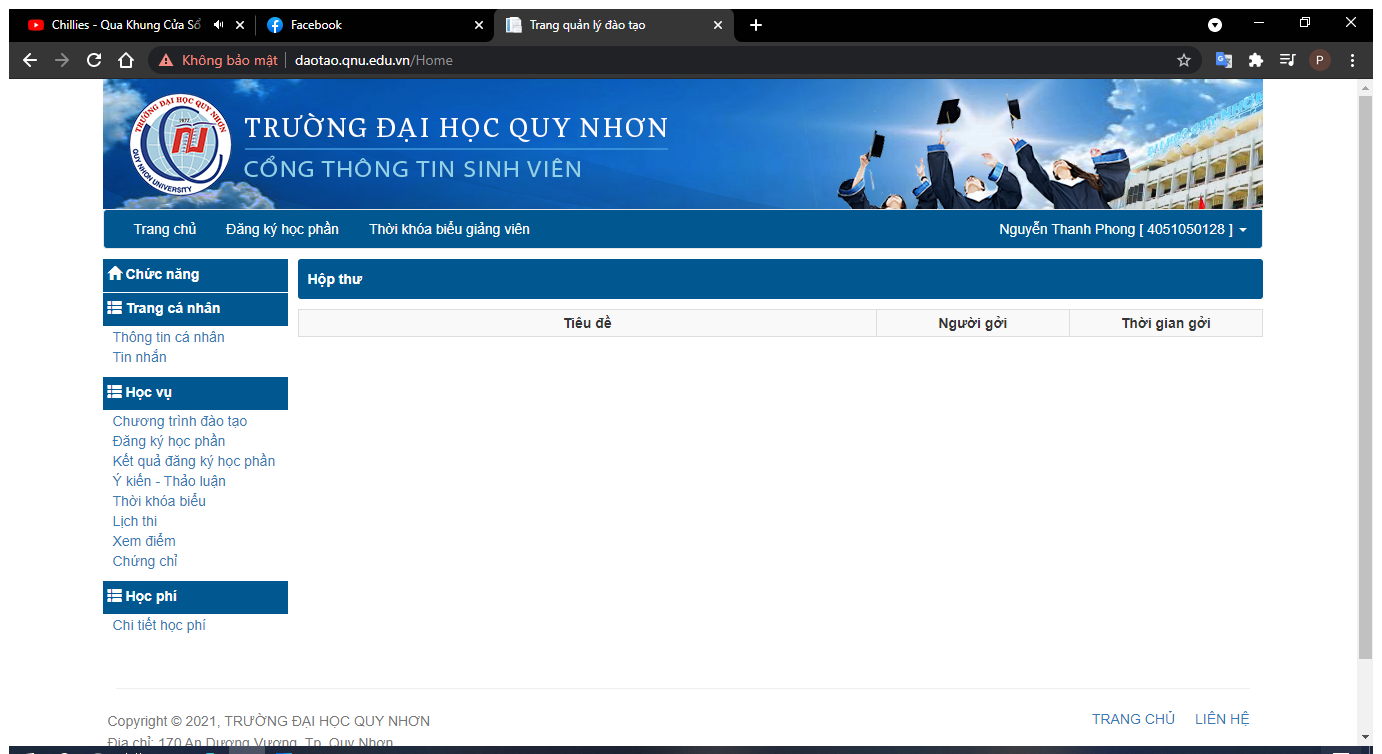 Chillies - Qua Khung Cửa Sổ
Facebook
Trang quản lý đào tạo
Không bảo mật
daotao.qnu.edu.vn/Home
P
TRƯỜNG ĐẠI HỌC QUY NHƠN
1977
QUY NHON UNIVERSITY
TRƯỜNG ĐẠI HỌC QUY NHƠN
CỔNG THÔNG TIN SINH VIÊN
Trang chủ Đăng ký học phần Thời khóa biểu giảng viên Nguyễn Thanh Phong [ 4051050128 ]
Chức năng
Trang cá nhân
Thông tin cá nhân
Tin nhắn
Học vụ
Chương trình đào tạo
Đăng ký học phần
Kết quả đăng ký học phần
Ý kiến - Thảo luận
Thời khóa biểu
Lịch thi
Xem điểm
Chứng chỉ
Học phí
Chi tiết học phí
Hộp thư
Tiêu đề Người gởi Thời gian gởi
Copyright © 2021, TRƯỜNG ĐẠI HỌC QUY NHƠN
TRANG CHỦ LIÊN HỆ
Địa chỉ: 170 An Dương Vương, Tp. Quy Nhơn